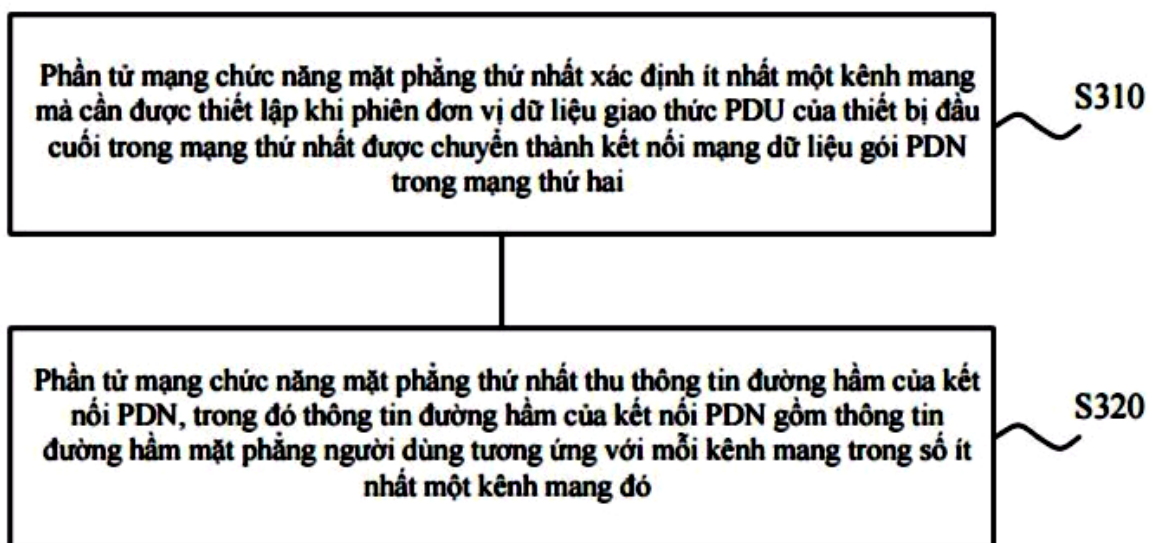 Phần tử mạng chức năng mặt phẳng thứ nhất xác định ít nhất một kênh mang
mà cần được thiết lập khi phiên đơn vị dữ liệu giao thức PDU của thiết bị đầu
cuối trong mạng thứ nhất được chuyển thành kết nối mạng dữ liệu gói PDN
trong mạng thứ hai
S310
Phần tử mạng chức năng mặt phẳng thứ nhất thu thông tin đường hầm của kết
nối PDN, trong đó thông tin đường hầm của kết nối PDN gồm thông tin
đường hầm mặt phẳng người dùng tương ứng với mỗi kênh mang trong số ít
nhất một kênh mang đó
S320